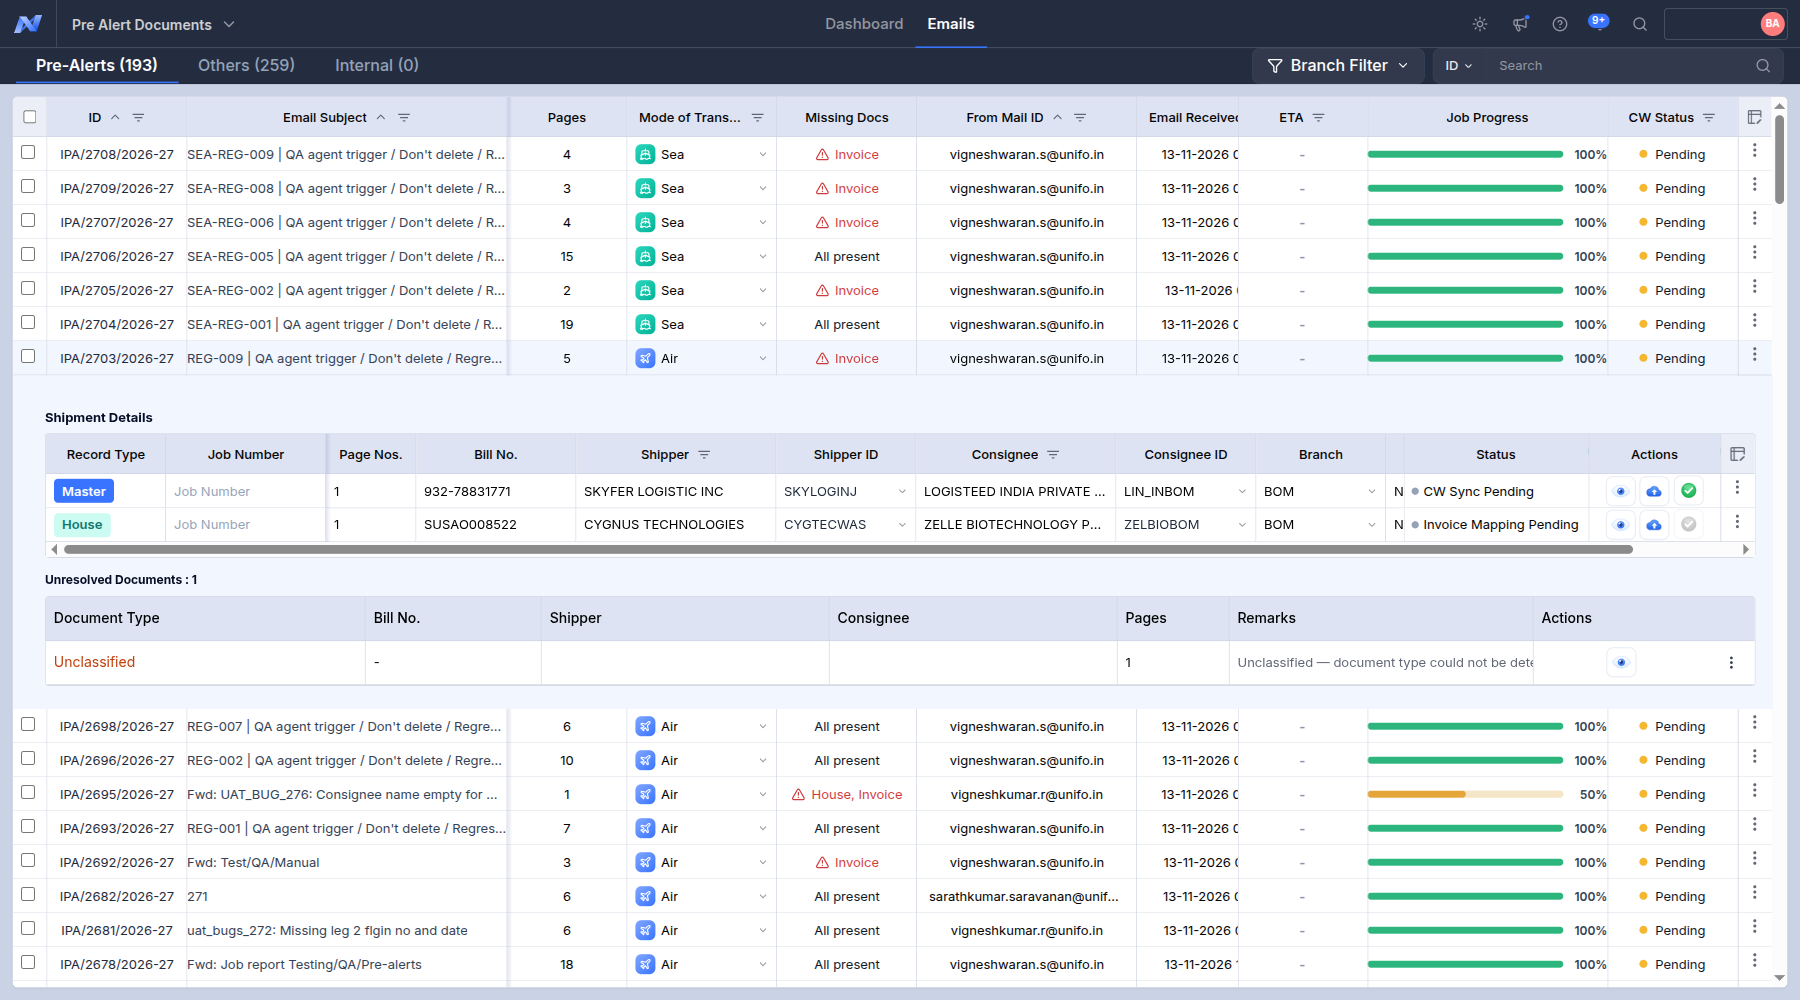 Pre Alert Documents
Dashboard Emails
9+
BA
Pre-Alerts (193) Others (259) Internal (0)
Branch Filter
ID Search
ID Email Subject Pages Mode of Trans... Missing Docs From Mail ID Email Received ETA Job Progress CW Status
IPA/2708/2026-27 SEA-REG-009 | QA agent trigger / Don't delete / R... 4 Sea Invoice vigneshwaran.s@unifo.in 13-11-2026 - 100% Pending
IPA/2709/2026-27 SEA-REG-008 | QA agent trigger / Don't delete / R... 3 Sea Invoice vigneshwaran.s@unifo.in 13-11-2026 - 100% Pending
IPA/2707/2026-27 SEA-REG-006 | QA agent trigger / Don't delete / R... 4 Sea Invoice vigneshwaran.s@unifo.in 13-11-2026 - 100% Pending
IPA/2706/2026-27 SEA-REG-005 | QA agent trigger / Don't delete / R... 15 Sea All present vigneshwaran.s@unifo.in 13-11-2026 - 100% Pending
IPA/2705/2026-27 SEA-REG-002 | QA agent trigger / Don't delete / R... 2 Sea Invoice vigneshwaran.s@unifo.in 13-11-2026 - 100% Pending
IPA/2704/2026-27 SEA-REG-001 | QA agent trigger / Don't delete / R... 19 Sea All present vigneshwaran.s@unifo.in 13-11-2026 - 100% Pending
IPA/2703/2026-27 REG-009 | QA agent trigger / Don't delete / Regre... 5 Air Invoice vigneshwaran.s@unifo.in 13-11-2026 - 100% Pending
Shipment Details
Record Type Job Number Page Nos. Bill No. Shipper Shipper ID Consignee Consignee ID Branch Status Actions
Master Job Number 1 932-78831771 SKYFER LOGISTIC INC SKYLOGINJ LOGISTEED INDIA PRIVATE ... LIN_INBOM BOM N CW Sync Pending
House Job Number 1 SUSAO008522 CYGNUS TECHNOLOGIES CYGTECWAS ZELLE BIOTECHNOLOGY P... ZELBIOBOM BOM N Invoice Mapping Pending
Unresolved Documents : 1
Document Type Bill No. Shipper Consignee Pages Remarks Actions
Unclassified - 1 Unclassified — document type could not be dete
IPA/2698/2026-27 REG-007 | QA agent trigger / Don't delete / Regre... 6 Air All present vigneshwaran.s@unifo.in 13-11-2026 - 100% Pending
IPA/2696/2026-27 REG-002 | QA agent trigger / Don't delete / Regre... 10 Air All present vigneshwaran.s@unifo.in 13-11-2026 - 100% Pending
IPA/2695/2026-27 Fwd: UAT_BUG_276: Consignee name empty for ... 1 Air House, Invoice vigneshkumar.r@unifo.in 13-11-2026 - 50% Pending
IPA/2693/2026-27 REG-001 | QA agent trigger / Don't delete / Regres... 7 Air All present vigneshwaran.s@unifo.in 13-11-2026 - 100% Pending
IPA/2692/2026-27 Fwd: Test/QA/Manual 3 Air Invoice vigneshwaran.s@unifo.in 13-11-2026 - 100% Pending
IPA/2682/2026-27 271 6 Air All present sarathkumar.saravanan@unif... 13-11-2026 - 100% Pending
IPA/2681/2026-27 uat_bugs_272: Missing leg 2 flgin no and date 6 Air All present vigneshkumar.r@unifo.in 13-11-2026 - 100% Pending
IPA/2678/2026-27 Fwd: Job report Testing/QA/Pre-alerts 18 Air All present vigneshwaran.s@unifo.in 13-11-2026 - 100% Pending